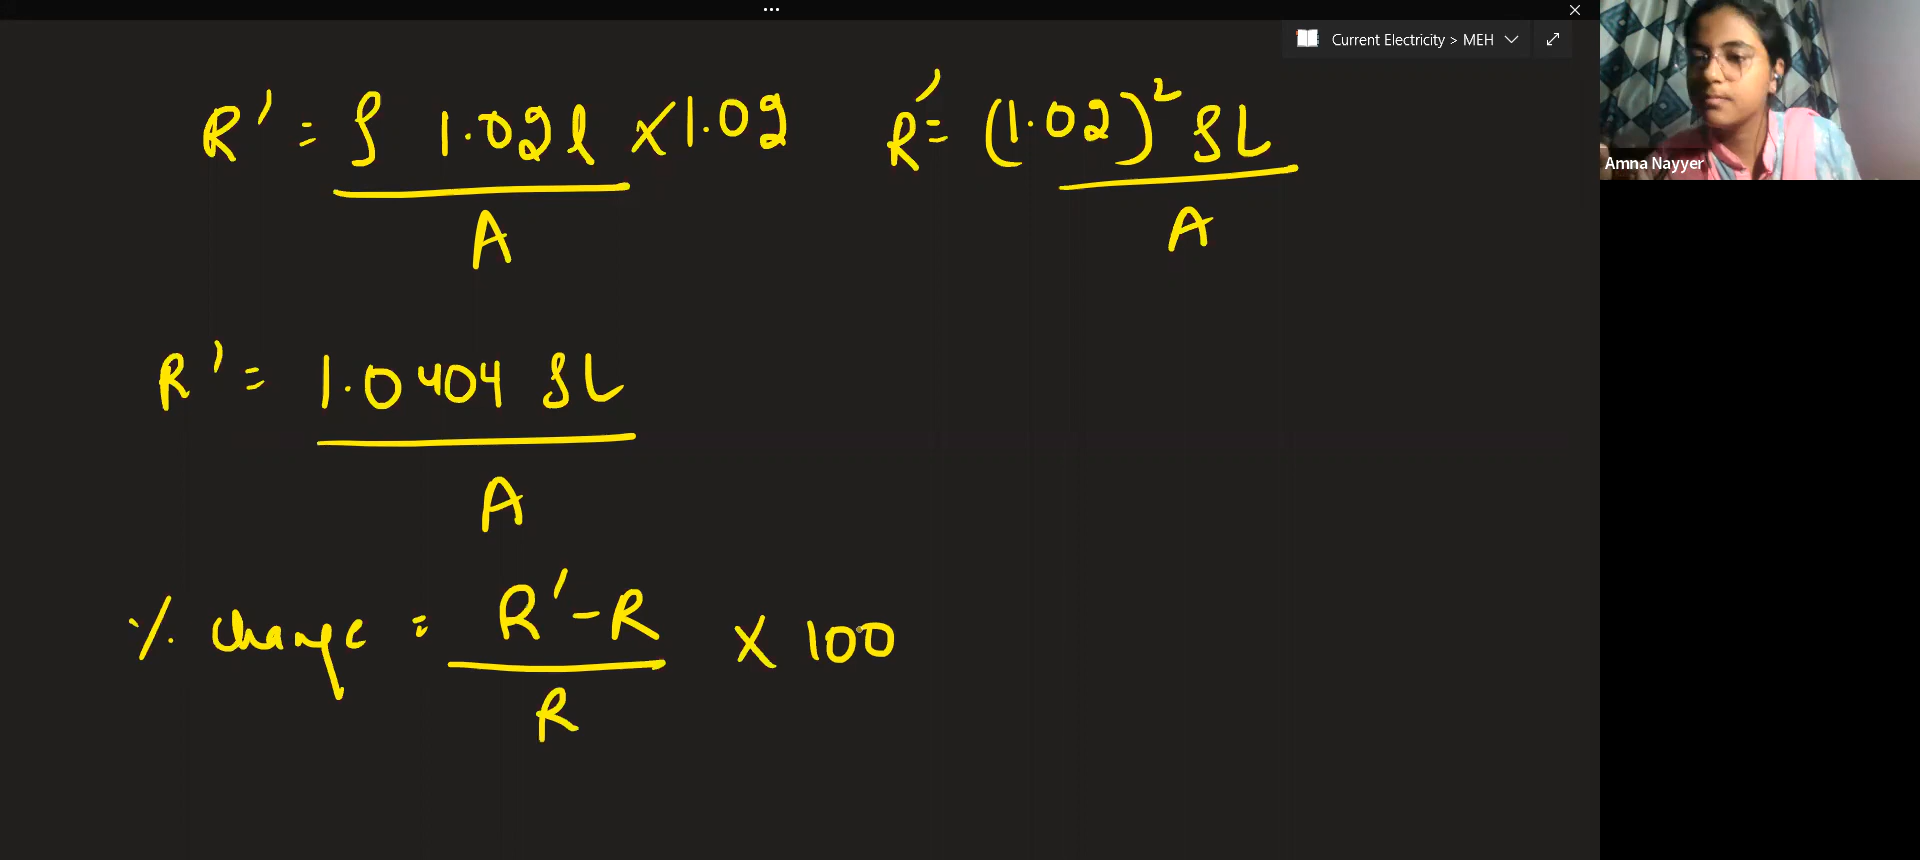 ...
Current Electricity > MEH
R' = ρ 1.02l × 1.02 / A
R' = (1.02)² ρL / A
Amna Nayyer
R' = 1.0404 ρL / A
% change = R' - R / R × 100